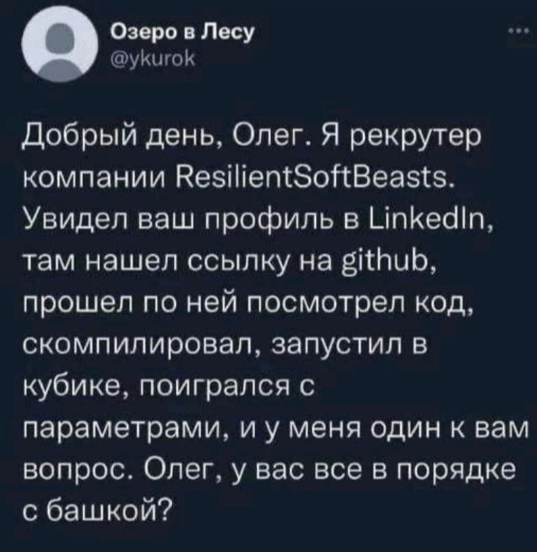 Озеро в Лесу
@ykurok
Добрый день, Олег. Я рекрутер
компании ResilientSoftBeasts.
Увидел ваш профиль в LinkedIn,
там нашел ссылку на github,
прошел по ней посмотрел код,
скомпилировал, запустил в
кубике, поигрался с
параметрами, и у меня один к вам
вопрос. Олег, у вас все в порядке
с башкой?